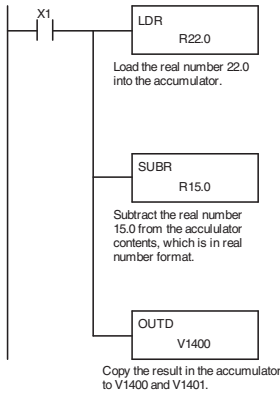 X1
LDR
R22.0
Load the real number 22.0
into the accumulator.
SUBR
R15.0
Subtract the real number
15.0 from the accululator
contents, which is in real
number format.
OUTD
V1400
Copy the result in the accumulator
to V1400 and V1401.